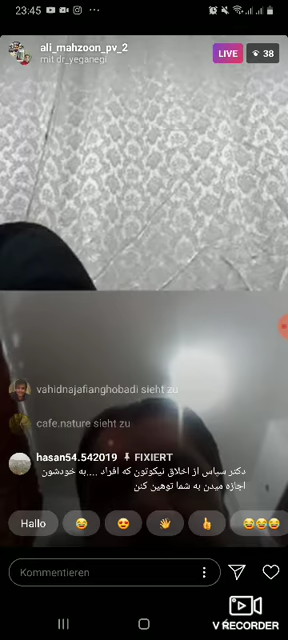 23:45
ali_mahzoon_pv_2
mit dr_yeganegi
LIVE
38
vahidnajafianghobadi sieht zu
cafe.nature sieht zu
hasan54.542019 FIXIERT
دکتر سپاس از اخلاق نیکوتون که افراد ....به خودشون
اجازه میدن به شما توهین کنن
Hallo
Kommentieren
V RECORDER